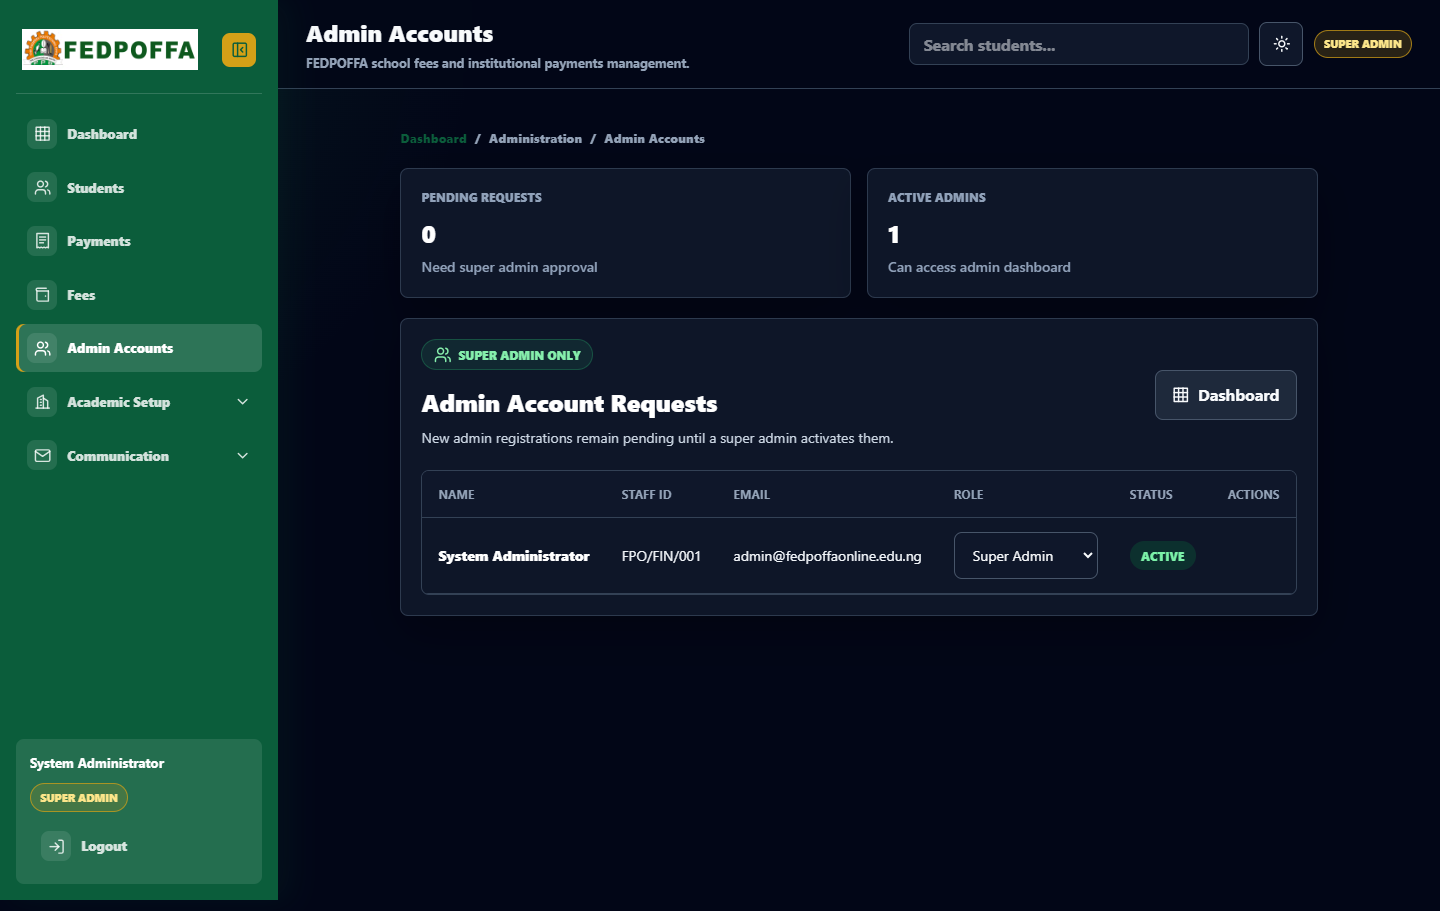 FEDPOFFA
Dashboard
Students
Payments
Fees
Admin Accounts
Academic Setup
Communication
System Administrator
SUPER ADMIN
Logout
Admin Accounts
FEDPOFFA school fees and institutional payments management.
Search students...
SUPER ADMIN
Dashboard / Administration / Admin Accounts
PENDING REQUESTS
0
Need super admin approval
ACTIVE ADMINS
1
Can access admin dashboard
SUPER ADMIN ONLY
Admin Account Requests
New admin registrations remain pending until a super admin activates them.
Dashboard
NAME STAFF ID EMAIL ROLE STATUS ACTIONS
System Administrator FPO/FIN/001 admin@fedpoffaonline.edu.ng Super Admin ACTIVE